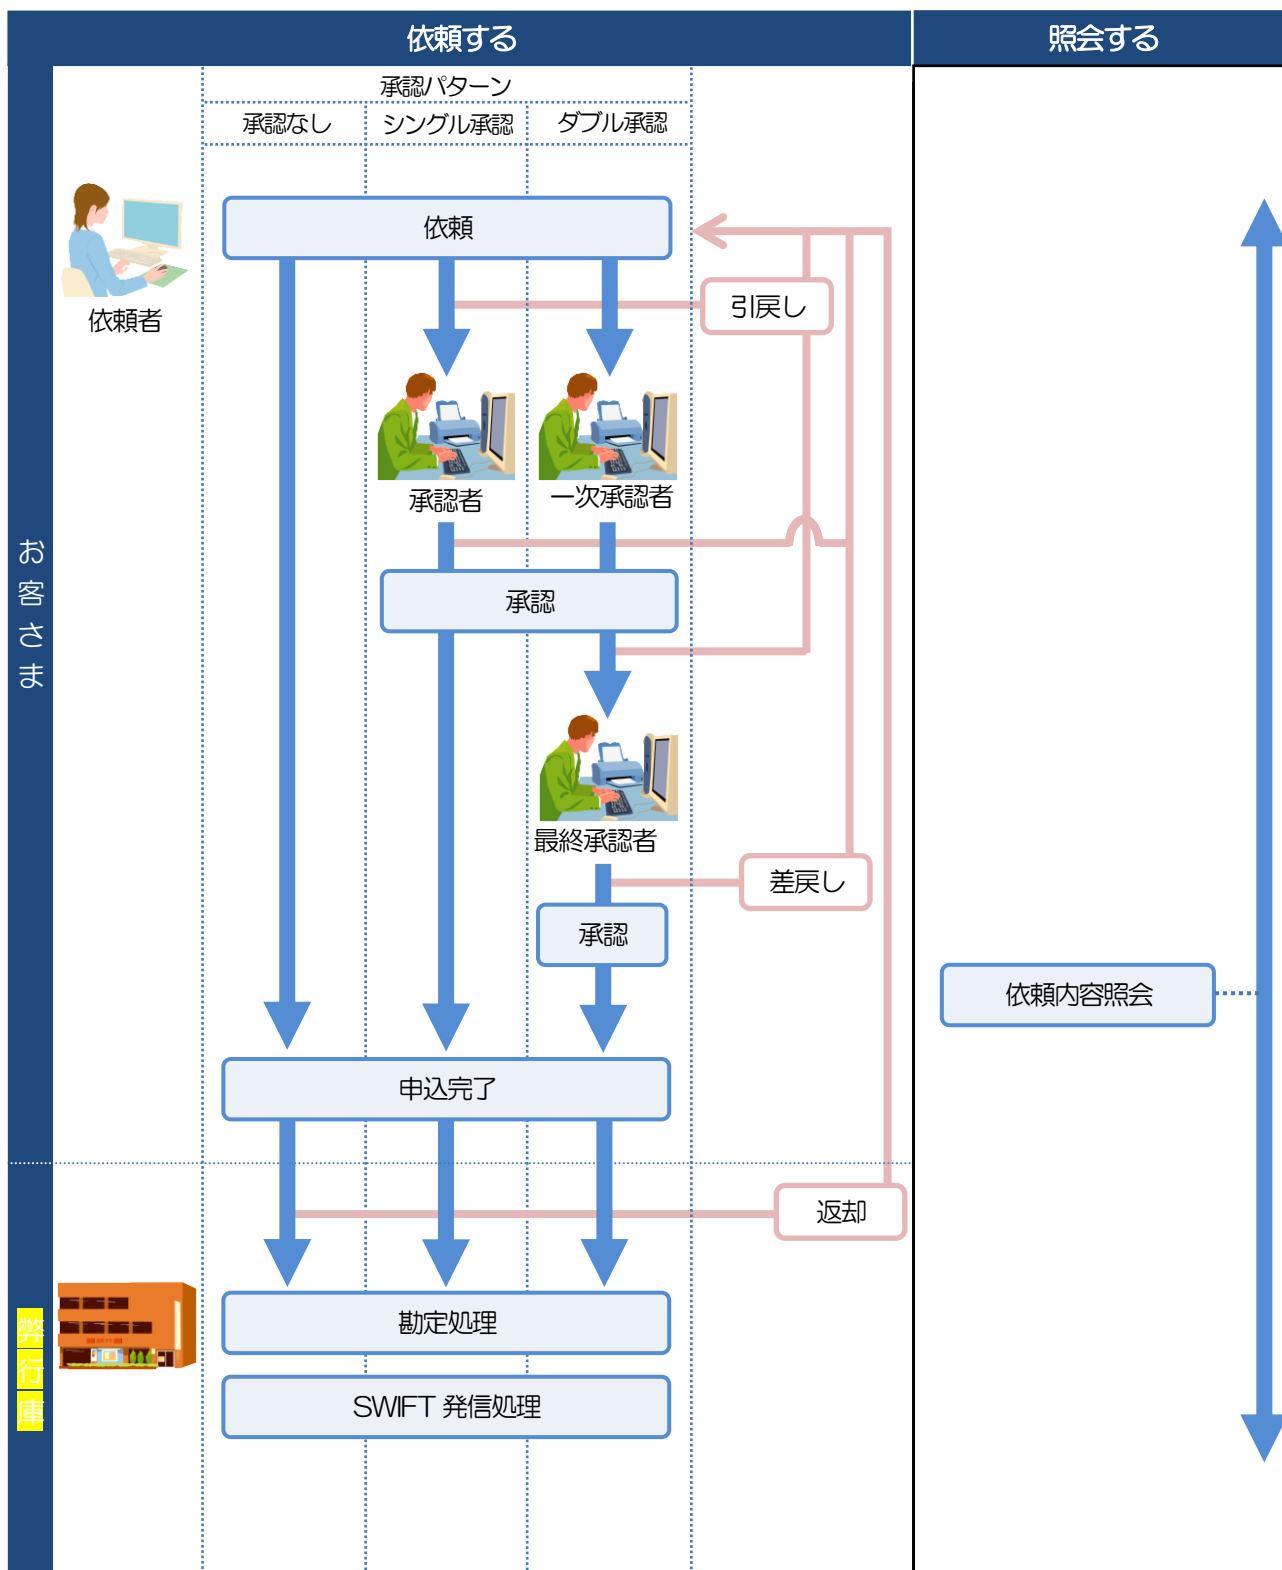 依頼する
照会する
承認パターン
承認なし
シングル承認
ダブル承認
依頼
引戻し
依頼者
承認者
一次承認者
お客さま
承認
最終承認者
差戻し
承認
依頼内容照会
申込完了
返却
弊行庫
勘定処理
SWIFT 発信処理